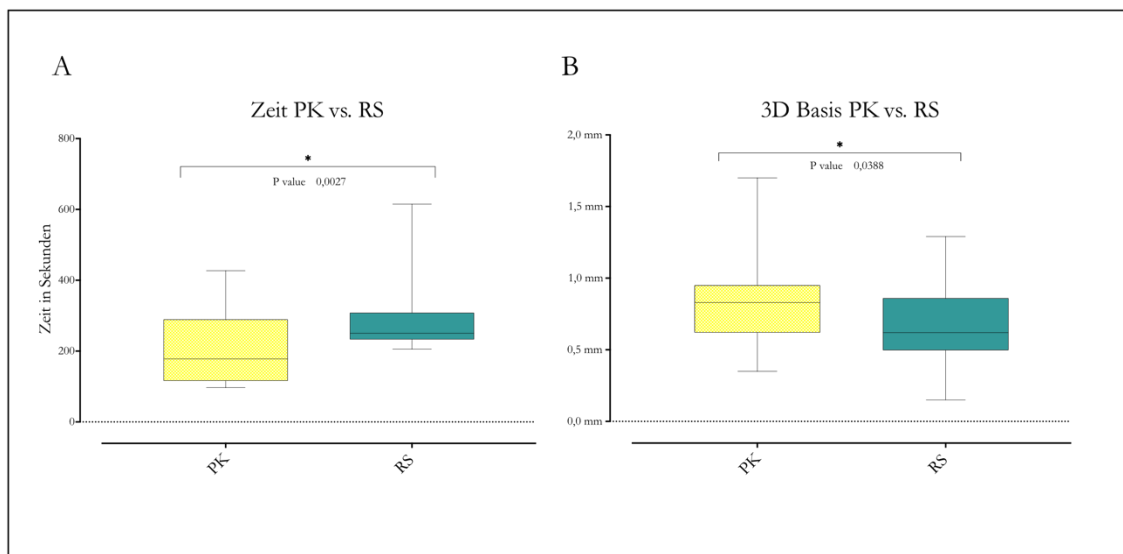 A
Zeit PK vs. RS
800
*
P value 0,0027
600
Zeit in Sekunden
400
200
0
PK
RS
B
3D Basis PK vs. RS
2,0 mm
*
P value 0,0388
1,5 mm
1,0 mm
0,5 mm
0,0 mm
PK
RS